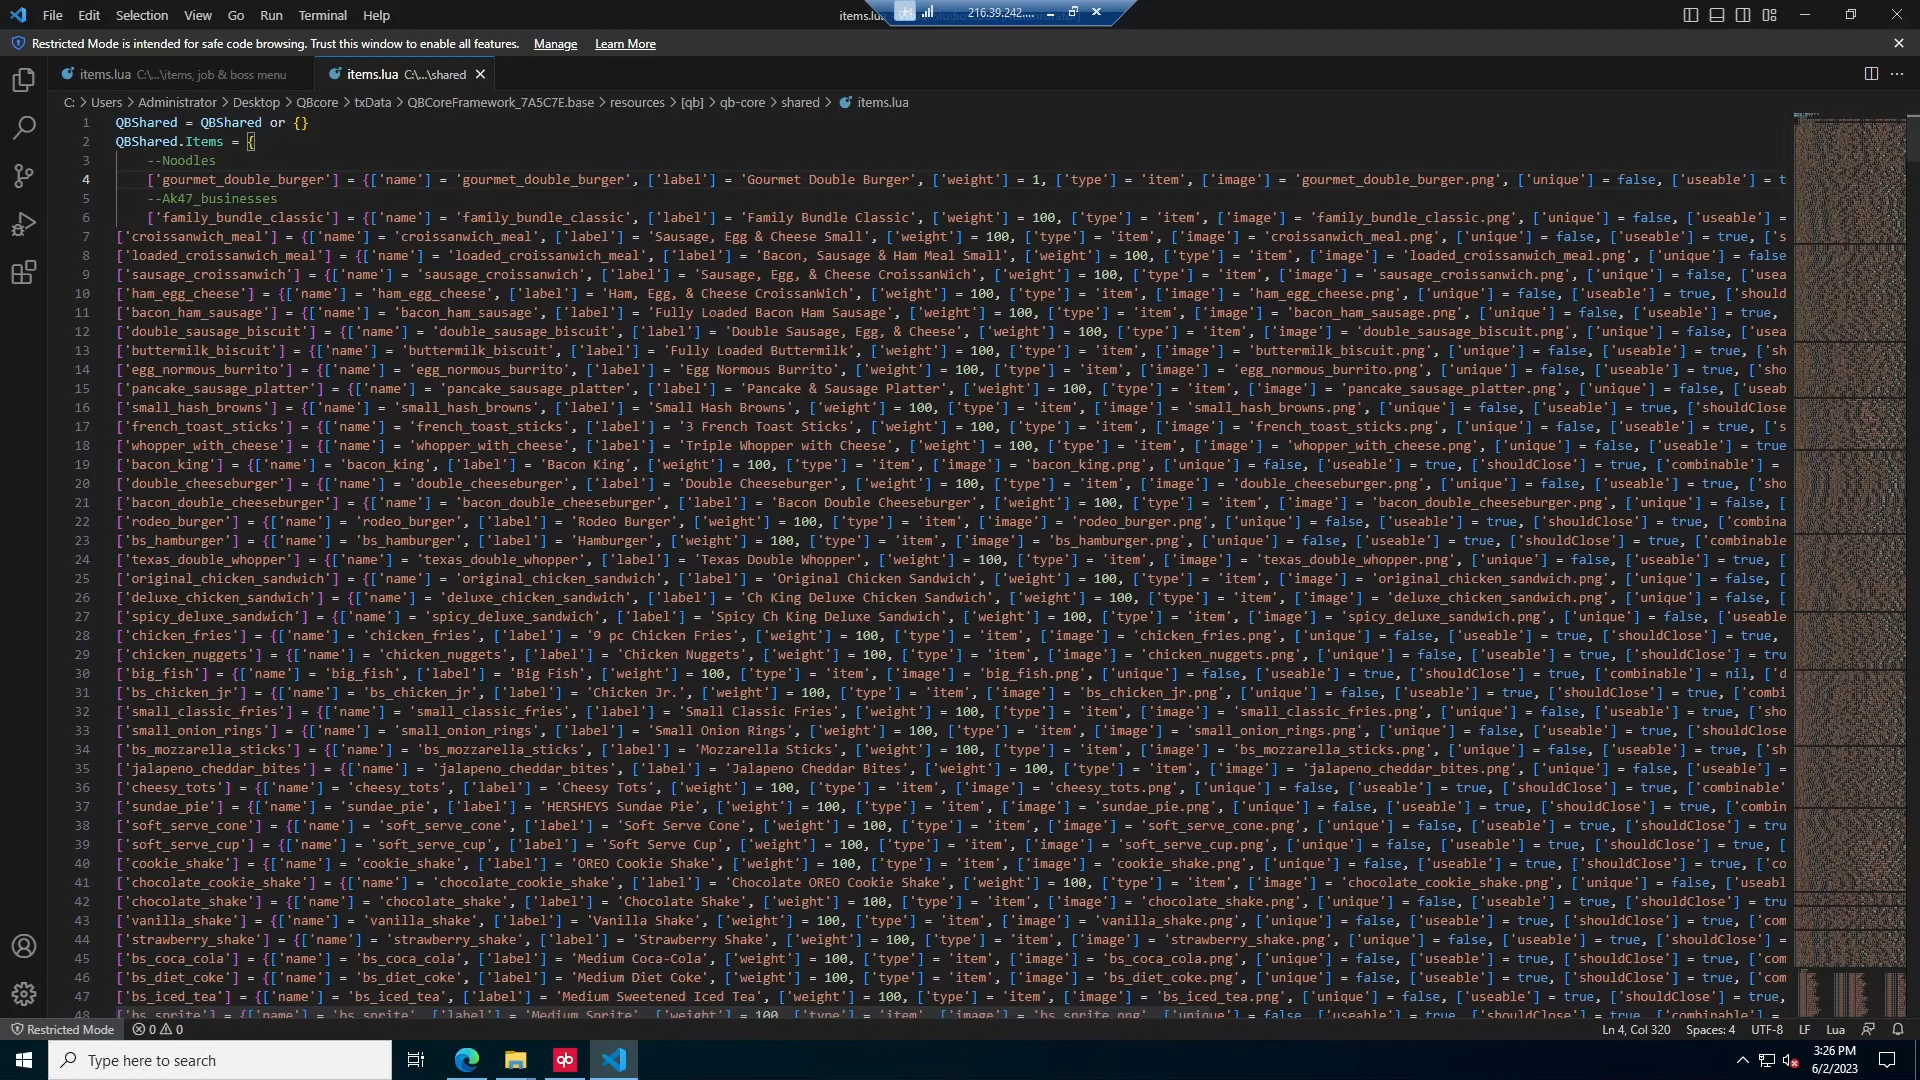 File Edit Selection View Go Run Terminal Help
items.lu
216.39.242....
Restricted Mode is intended for safe code browsing. Trust this window to enable all features. Manage Learn More
items.lua C:\...\items, job & boss menu
items.lua C:\...\shared
C: > Users > Administrator > Desktop > QBcore > txData > QBCoreFramework_7A5C7E.base > resources > [qb] > qb-core > shared > items.lua
1 QBShared = QBShared or {}
2 QBShared.Items = {
3 --Noodles
4 ['gourmet_double_burger'] = {['name'] = 'gourmet_double_burger', ['label'] = 'Gourmet Double Burger', ['weight'] = 1, ['type'] = 'item', ['image'] = 'gourmet_double_burger.png', ['unique'] = false, ['useable'] = t
5 --Ak47_businesses
6 ['family_bundle_classic'] = {['name'] = 'family_bundle_classic', ['label'] = 'Family Bundle Classic', ['weight'] = 100, ['type'] = 'item', ['image'] = 'family_bundle_classic.png', ['unique'] = false, ['useable'] =
7 ['croissanwich_meal'] = {['name'] = 'croissanwich_meal', ['label'] = 'Sausage, Egg & Cheese Small', ['weight'] = 100, ['type'] = 'item', ['image'] = 'croissanwich_meal.png', ['unique'] = false, ['useable'] = true, ['s
8 ['loaded_croissanwich_meal'] = {['name'] = 'loaded_croissanwich_meal', ['label'] = 'Bacon, Sausage & Ham Meal Small', ['weight'] = 100, ['type'] = 'item', ['image'] = 'loaded_croissanwich_meal.png', ['unique'] = false
9 ['sausage_croissanwich'] = {['name'] = 'sausage_croissanwich', ['label'] = 'Sausage, Egg, & Cheese CroissanWich', ['weight'] = 100, ['type'] = 'item', ['image'] = 'sausage_croissanwich.png', ['unique'] = false, ['usea
10 ['ham_egg_cheese'] = {['name'] = 'ham_egg_cheese', ['label'] = 'Ham, Egg, & Cheese CroissanWich', ['weight'] = 100, ['type'] = 'item', ['image'] = 'ham_egg_cheese.png', ['unique'] = false, ['useable'] = true, ['should
11 ['bacon_ham_sausage'] = {['name'] = 'bacon_ham_sausage', ['label'] = 'Fully Loaded Bacon Ham Sausage', ['weight'] = 100, ['type'] = 'item', ['image'] = 'bacon_ham_sausage.png', ['unique'] = false, ['useable'] = true,
12 ['double_sausage_biscuit'] = {['name'] = 'double_sausage_biscuit', ['label'] = 'Double Sausage, Egg, & Cheese', ['weight'] = 100, ['type'] = 'item', ['image'] = 'double_sausage_biscuit.png', ['unique'] = false, ['usea
13 ['buttermilk_biscuit'] = {['name'] = 'buttermilk_biscuit', ['label'] = 'Fully Loaded Buttermilk', ['weight'] = 100, ['type'] = 'item', ['image'] = 'buttermilk_biscuit.png', ['unique'] = false, ['useable'] = true, ['sh
14 ['egg_normous_burrito'] = {['name'] = 'egg_normous_burrito', ['label'] = 'Egg Normous Burrito', ['weight'] = 100, ['type'] = 'item', ['image'] = 'egg_normous_burrito.png', ['unique'] = false, ['useable'] = true, ['sho
15 ['pancake_sausage_platter'] = {['name'] = 'pancake_sausage_platter', ['label'] = 'Pancake & Sausage Platter', ['weight'] = 100, ['type'] = 'item', ['image'] = 'pancake_sausage_platter.png', ['unique'] = false, ['useab
16 ['small_hash_browns'] = {['name'] = 'small_hash_browns', ['label'] = 'Small Hash Browns', ['weight'] = 100, ['type'] = 'item', ['image'] = 'small_hash_browns.png', ['unique'] = false, ['useable'] = true, ['shouldClose
17 ['french_toast_sticks'] = {['name'] = 'french_toast_sticks', ['label'] = '3 French Toast Sticks', ['weight'] = 100, ['type'] = 'item', ['image'] = 'french_toast_sticks.png', ['unique'] = false, ['useable'] = true, ['s
18 ['whopper_with_cheese'] = {['name'] = 'whopper_with_cheese', ['label'] = 'Triple Whopper with Cheese', ['weight'] = 100, ['type'] = 'item', ['image'] = 'whopper_with_cheese.png', ['unique'] = false, ['useable'] = true
19 ['bacon_king'] = {['name'] = 'bacon_king', ['label'] = 'Bacon King', ['weight'] = 100, ['type'] = 'item', ['image'] = 'bacon_king.png', ['unique'] = false, ['useable'] = true, ['shouldClose'] = true, ['combinable'] =
20 ['double_cheeseburger'] = {['name'] = 'double_cheeseburger', ['label'] = 'Double Cheeseburger', ['weight'] = 100, ['type'] = 'item', ['image'] = 'double_cheeseburger.png', ['unique'] = false, ['useable'] = true, ['sho
21 ['bacon_double_cheeseburger'] = {['name'] = 'bacon_double_cheeseburger', ['label'] = 'Bacon Double Cheeseburger', ['weight'] = 100, ['type'] = 'item', ['image'] = 'bacon_double_cheeseburger.png', ['unique'] = false, [
22 ['rodeo_burger'] = {['name'] = 'rodeo_burger', ['label'] = 'Rodeo Burger', ['weight'] = 100, ['type'] = 'item', ['image'] = 'rodeo_burger.png', ['unique'] = false, ['useable'] = true, ['shouldClose'] = true, ['combina
23 ['bs_hamburger'] = {['name'] = 'bs_hamburger', ['label'] = 'Hamburger', ['weight'] = 100, ['type'] = 'item', ['image'] = 'bs_hamburger.png', ['unique'] = false, ['useable'] = true, ['shouldClose'] = true, ['combinable
24 ['texas_double_whopper'] = {['name'] = 'texas_double_whopper', ['label'] = 'Texas Double Whopper', ['weight'] = 100, ['type'] = 'item', ['image'] = 'texas_double_whopper.png', ['unique'] = false, ['useable'] = true, [
25 ['original_chicken_sandwich'] = {['name'] = 'original_chicken_sandwich', ['label'] = 'Original Chicken Sandwich', ['weight'] = 100, ['type'] = 'item', ['image'] = 'original_chicken_sandwich.png', ['unique'] = false, [
26 ['deluxe_chicken_sandwich'] = {['name'] = 'deluxe_chicken_sandwich', ['label'] = 'Ch King Deluxe Chicken Sandwich', ['weight'] = 100, ['type'] = 'item', ['image'] = 'deluxe_chicken_sandwich.png', ['unique'] = false, [
27 ['spicy_deluxe_sandwich'] = {['name'] = 'spicy_deluxe_sandwich', ['label'] = 'Spicy Ch King Deluxe Sandwich', ['weight'] = 100, ['type'] = 'item', ['image'] = 'spicy_deluxe_sandwich.png', ['unique'] = false, ['useable
28 ['chicken_fries'] = {['name'] = 'chicken_fries', ['label'] = '9 pc Chicken Fries', ['weight'] = 100, ['type'] = 'item', ['image'] = 'chicken_fries.png', ['unique'] = false, ['useable'] = true, ['shouldClose'] = true,
29 ['chicken_nuggets'] = {['name'] = 'chicken_nuggets', ['label'] = 'Chicken Nuggets', ['weight'] = 100, ['type'] = 'item', ['image'] = 'chicken_nuggets.png', ['unique'] = false, ['useable'] = true, ['shouldClose'] = tru
30 ['big_fish'] = {['name'] = 'big_fish', ['label'] = 'Big Fish', ['weight'] = 100, ['type'] = 'item', ['image'] = 'big_fish.png', ['unique'] = false, ['useable'] = true, ['shouldClose'] = true, ['combinable'] = nil, ['d
31 ['bs_chicken_jr'] = {['name'] = 'bs_chicken_jr', ['label'] = 'Chicken Jr.', ['weight'] = 100, ['type'] = 'item', ['image'] = 'bs_chicken_jr.png', ['unique'] = false, ['useable'] = true, ['shouldClose'] = true, ['combi
32 ['small_classic_fries'] = {['name'] = 'small_classic_fries', ['label'] = 'Small Classic Fries', ['weight'] = 100, ['type'] = 'item', ['image'] = 'small_classic_fries.png', ['unique'] = false, ['useable'] = true, ['sho
33 ['small_onion_rings'] = {['name'] = 'small_onion_rings', ['label'] = 'Small Onion Rings', ['weight'] = 100, ['type'] = 'item', ['image'] = 'small_onion_rings.png', ['unique'] = false, ['useable'] = true, ['shouldClose
34 ['bs_mozzarella_sticks'] = {['name'] = 'bs_mozzarella_sticks', ['label'] = 'Mozzarella Sticks', ['weight'] = 100, ['type'] = 'item', ['image'] = 'bs_mozzarella_sticks.png', ['unique'] = false, ['useable'] = true, ['sh
35 ['jalapeno_cheddar_bites'] = {['name'] = 'jalapeno_cheddar_bites', ['label'] = 'Jalapeno Cheddar Bites', ['weight'] = 100, ['type'] = 'item', ['image'] = 'jalapeno_cheddar_bites.png', ['unique'] = false, ['useable'] =
36 ['cheesy_tots'] = {['name'] = 'cheesy_tots', ['label'] = 'Cheesy Tots', ['weight'] = 100, ['type'] = 'item', ['image'] = 'cheesy_tots.png', ['unique'] = false, ['useable'] = true, ['shouldClose'] = true, ['combinable'
37 ['sundae_pie'] = {['name'] = 'sundae_pie', ['label'] = 'HERSHEYS Sundae Pie', ['weight'] = 100, ['type'] = 'item', ['image'] = 'sundae_pie.png', ['unique'] = false, ['useable'] = true, ['shouldClose'] = true, ['combin
38 ['soft_serve_cone'] = {['name'] = 'soft_serve_cone', ['label'] = 'Soft Serve Cone', ['weight'] = 100, ['type'] = 'item', ['image'] = 'soft_serve_cone.png', ['unique'] = false, ['useable'] = true, ['shouldClose'] = tru
39 ['soft_serve_cup'] = {['name'] = 'soft_serve_cup', ['label'] = 'Soft Serve Cup', ['weight'] = 100, ['type'] = 'item', ['image'] = 'soft_serve_cup.png', ['unique'] = false, ['useable'] = true, ['shouldClose'] = true, [
40 ['cookie_shake'] = {['name'] = 'cookie_shake', ['label'] = 'OREO Cookie Shake', ['weight'] = 100, ['type'] = 'item', ['image'] = 'cookie_shake.png', ['unique'] = false, ['useable'] = true, ['shouldClose'] = true, ['co
41 ['chocolate_cookie_shake'] = {['name'] = 'chocolate_cookie_shake', ['label'] = 'Chocolate OREO Cookie Shake', ['weight'] = 100, ['type'] = 'item', ['image'] = 'chocolate_cookie_shake.png', ['unique'] = false, ['useabl
42 ['chocolate_shake'] = {['name'] = 'chocolate_shake', ['label'] = 'Chocolate Shake', ['weight'] = 100, ['type'] = 'item', ['image'] = 'chocolate_shake.png', ['unique'] = false, ['useable'] = true, ['shouldClose'] = tru
43 ['vanilla_shake'] = {['name'] = 'vanilla_shake', ['label'] = 'Vanilla Shake', ['weight'] = 100, ['type'] = 'item', ['image'] = 'vanilla_shake.png', ['unique'] = false, ['useable'] = true, ['shouldClose'] = true, ['com
44 ['strawberry_shake'] = {['name'] = 'strawberry_shake', ['label'] = 'Strawberry Shake', ['weight'] = 100, ['type'] = 'item', ['image'] = 'strawberry_shake.png', ['unique'] = false, ['useable'] = true, ['shouldClose'] =
45 ['bs_coca_cola'] = {['name'] = 'bs_coca_cola', ['label'] = 'Medium Coca-Cola', ['weight'] = 100, ['type'] = 'item', ['image'] = 'bs_coca_cola.png', ['unique'] = false, ['useable'] = true, ['shouldClose'] = true, ['com
46 ['bs_diet_coke'] = {['name'] = 'bs_diet_coke', ['label'] = 'Medium Diet Coke', ['weight'] = 100, ['type'] = 'item', ['image'] = 'bs_diet_coke.png', ['unique'] = false, ['useable'] = true, ['shouldClose'] = true, ['com
47 ['bs_iced_tea'] = {['name'] = 'bs_iced_tea', ['label'] = 'Medium Sweetened Iced Tea', ['weight'] = 100, ['type'] = 'item', ['image'] = 'bs_iced_tea.png', ['unique'] = false, ['useable'] = true, ['shouldClose'] = true,
48 ['bs_sprite'] = {['name'] = 'bs_sprite', ['label'] = 'Medium Sprite', ['weight'] = 100, ['type'] = 'item', ['image'] = 'bs_sprite.png', ['unique'] = false, ['useable'] = true, ['shouldClose'] = true, ['combinable'] =
Restricted Mode 0 0 Ln 4, Col 320 Spaces: 4 UTF-8 LF Lua
Type here to search
qb
3:26 PM
6/2/2023